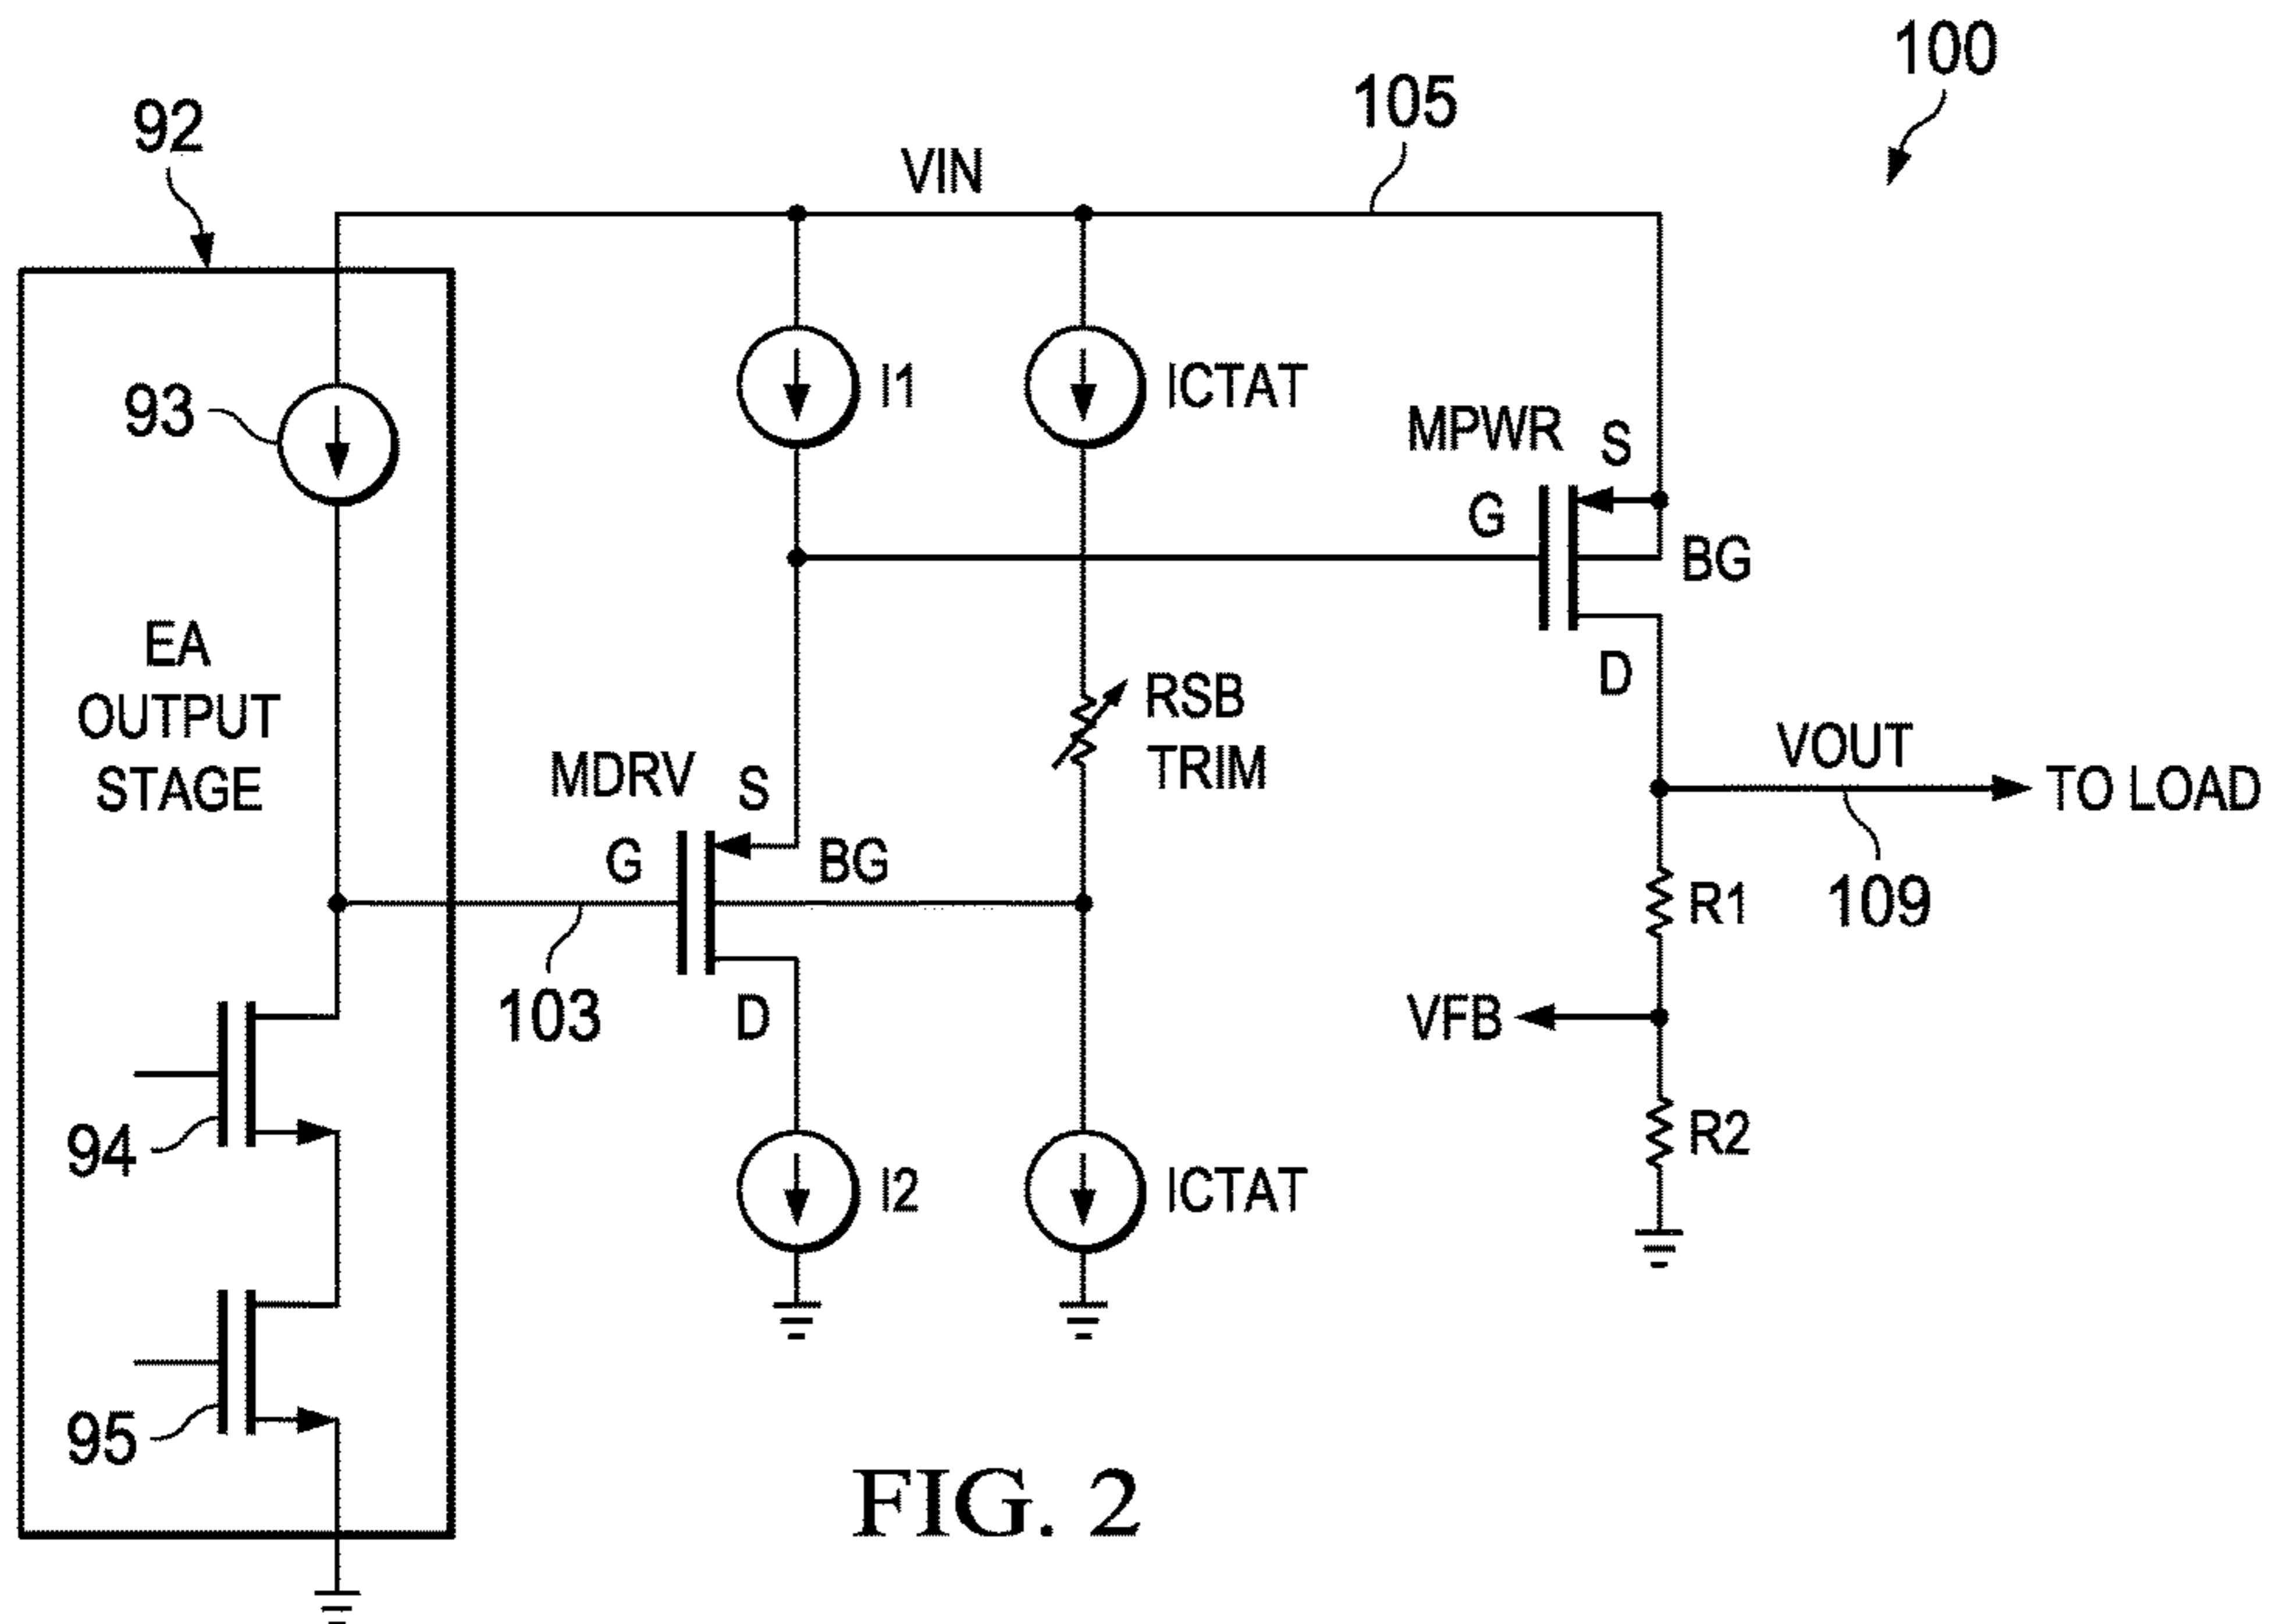 100
105
92
VIN
93
I1
ICTAT
MPWR
S
G
BG
D
EA
OUTPUT
STAGE
RSB
TRIM
MDRV
S
G
BG
D
VOUT
TO LOAD
109
R1
103
VFB
R2
94
I2
ICTAT
95
FIG. 2